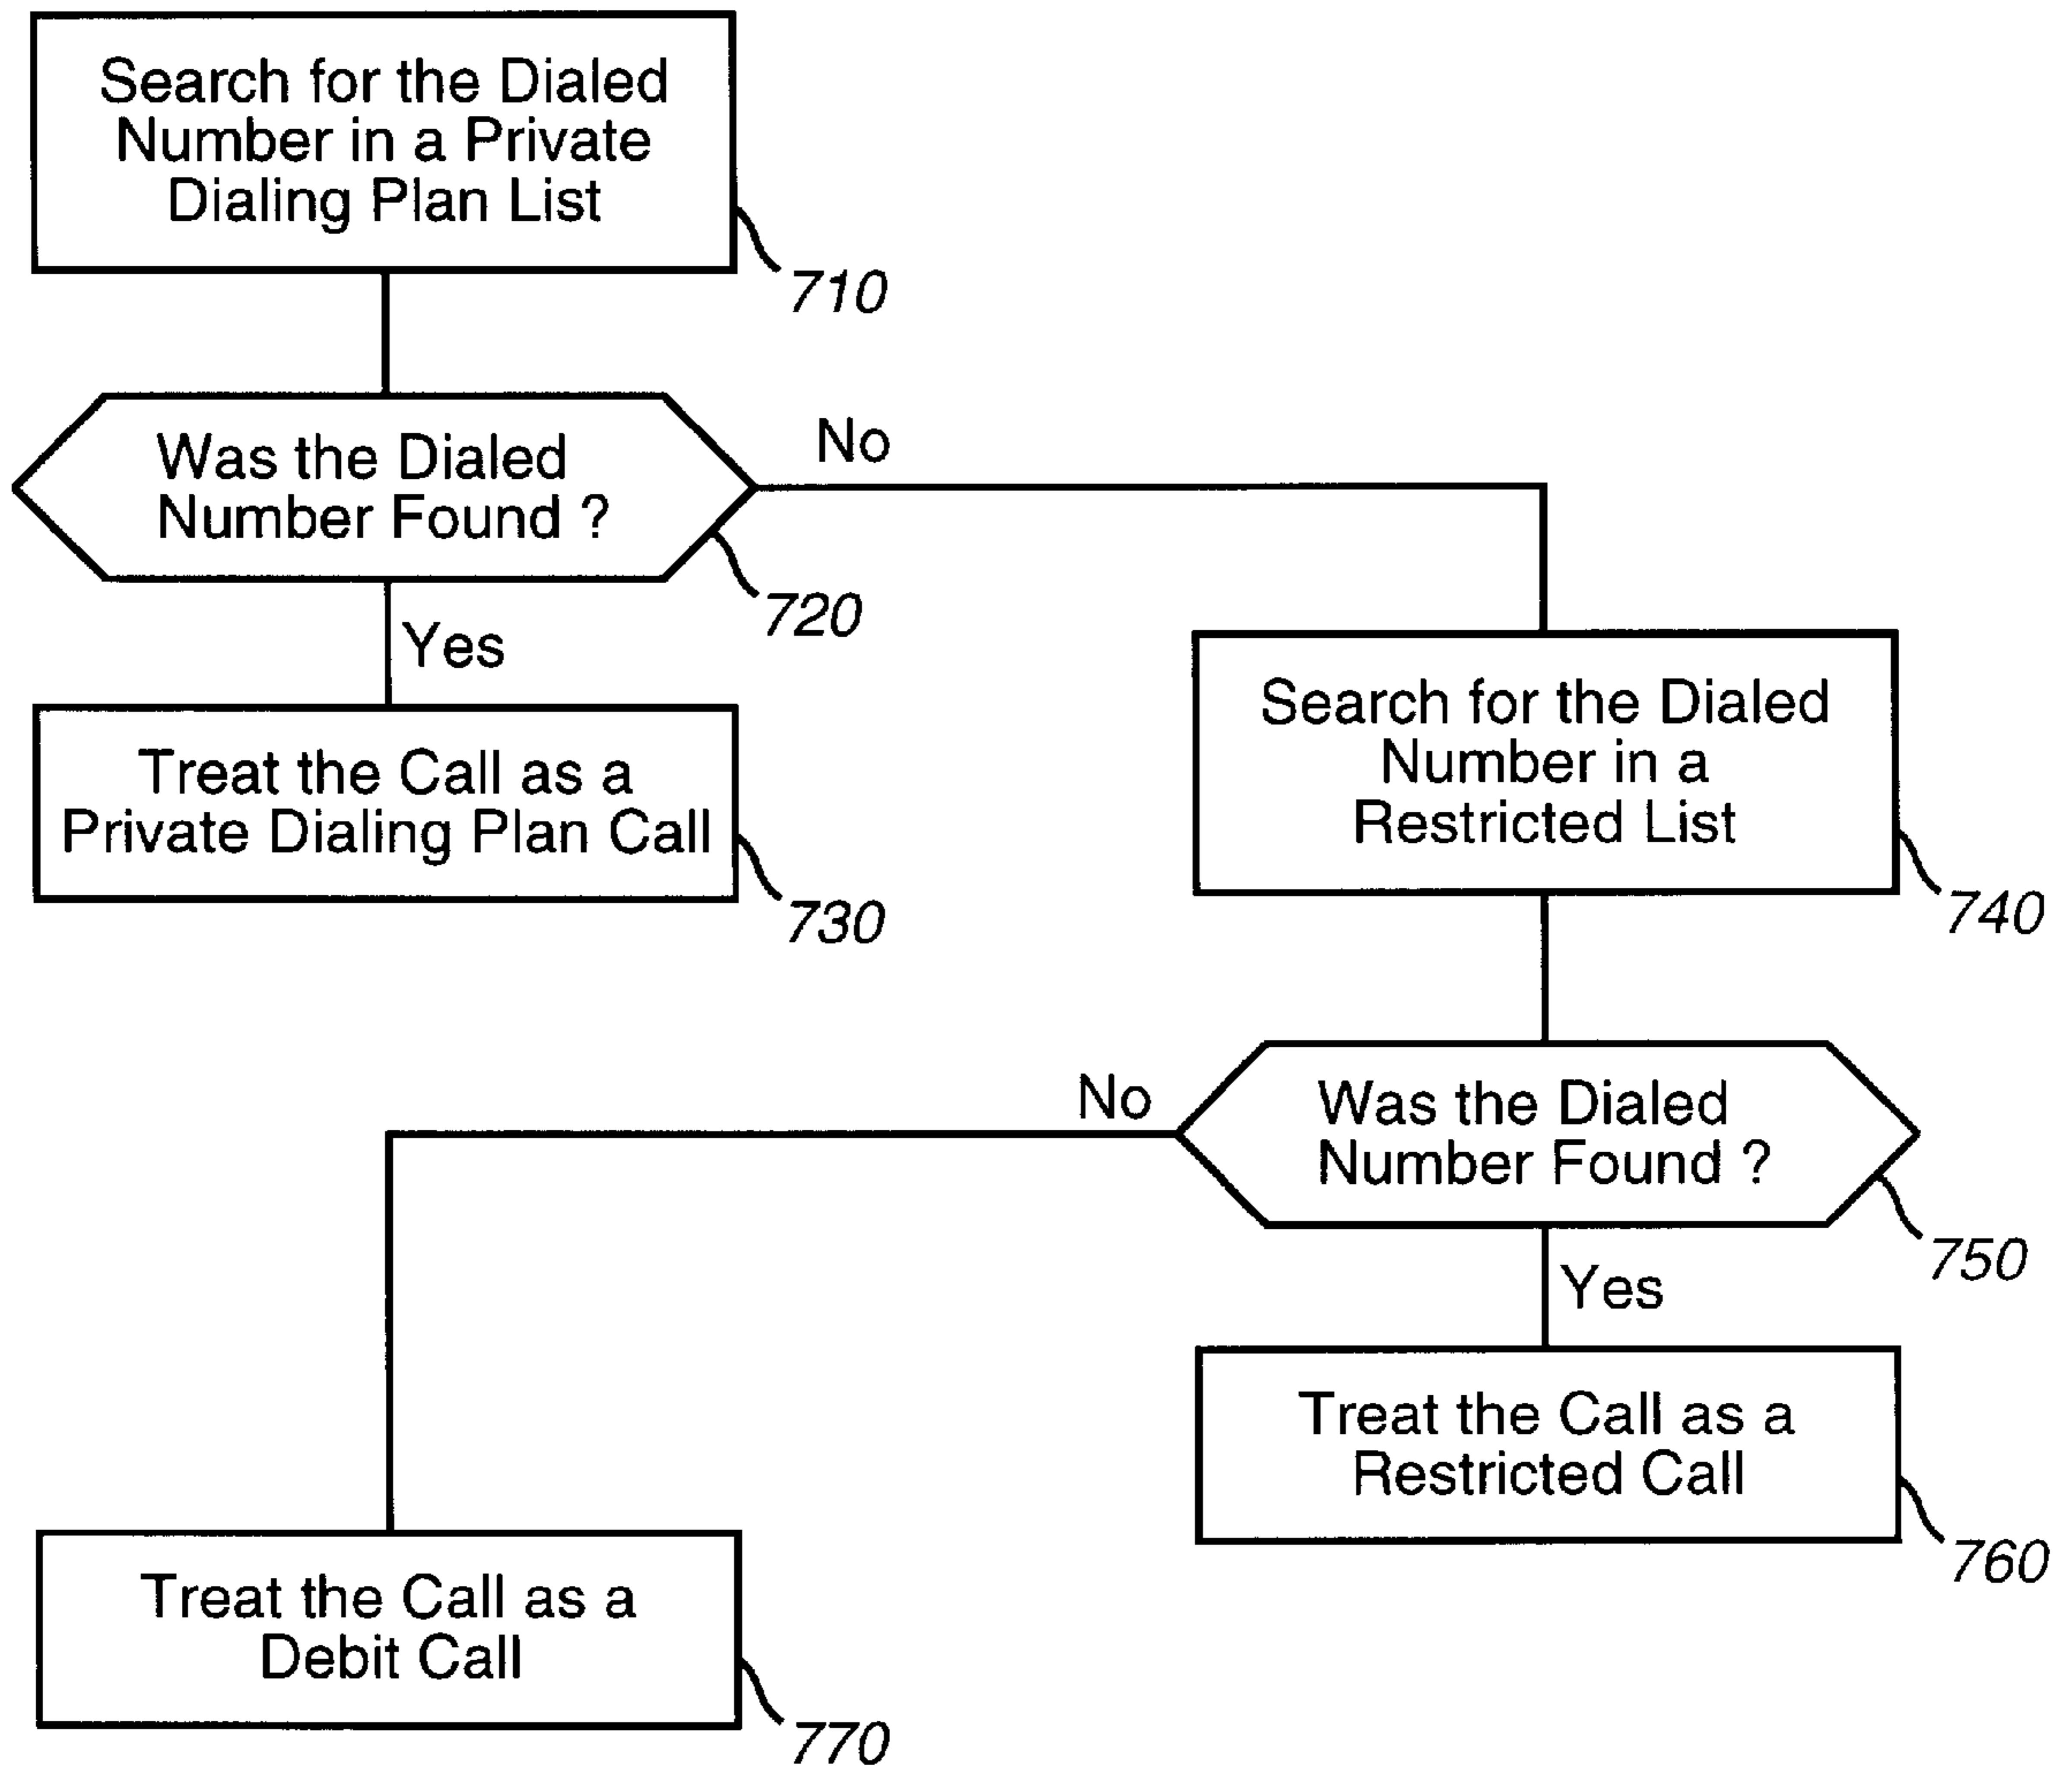 Search for the Dialed
Number in a Private
Dialing Plan List
710
Was the Dialed
Number Found ?
No
720
Yes
Treat the Call as a
Private Dialing Plan Call
730
Search for the Dialed
Number in a
Restricted List
740
Was the Dialed
Number Found ?
No
750
Yes
Treat the Call as a
Restricted Call
760
Treat the Call as a
Debit Call
770